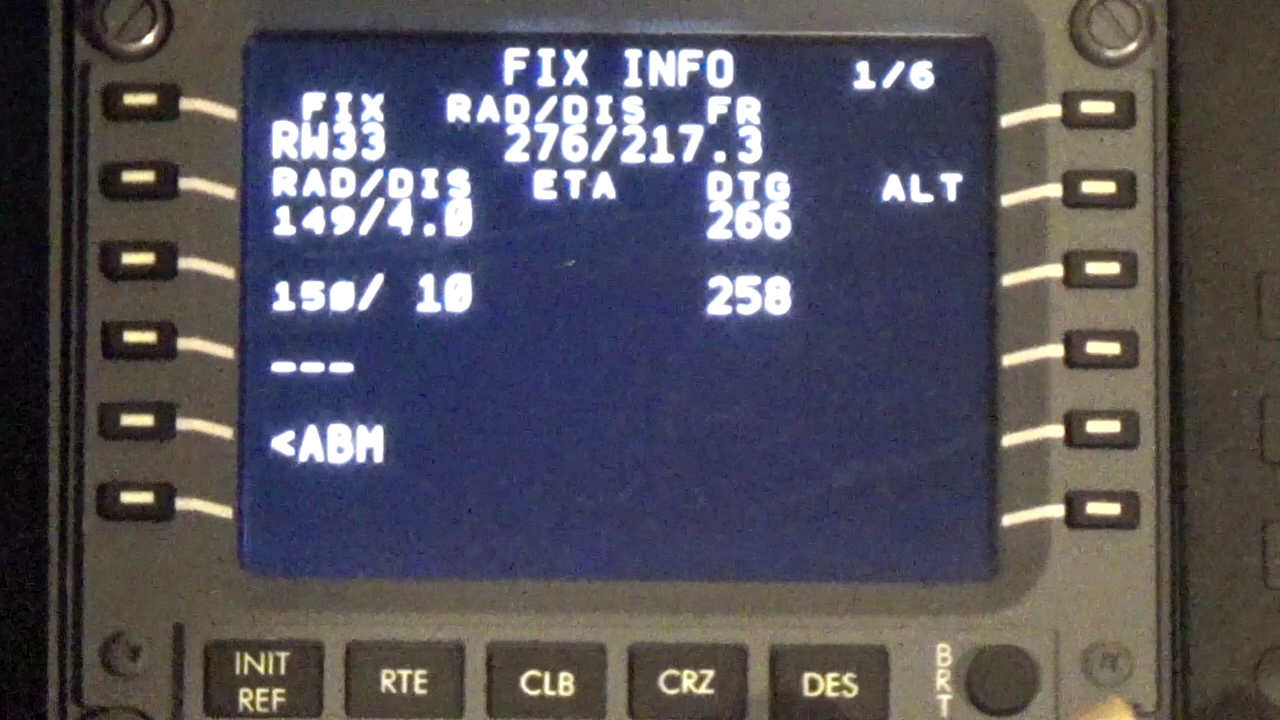 FIX INFO 1/6
FIX RAD/DIS FR
RW33 276/217.3
RAD/DIS ETA DTG ALT
149/4.0 266
150/ 10 258
---
<ABM
INIT REF RTE CLB CRZ DES BRT